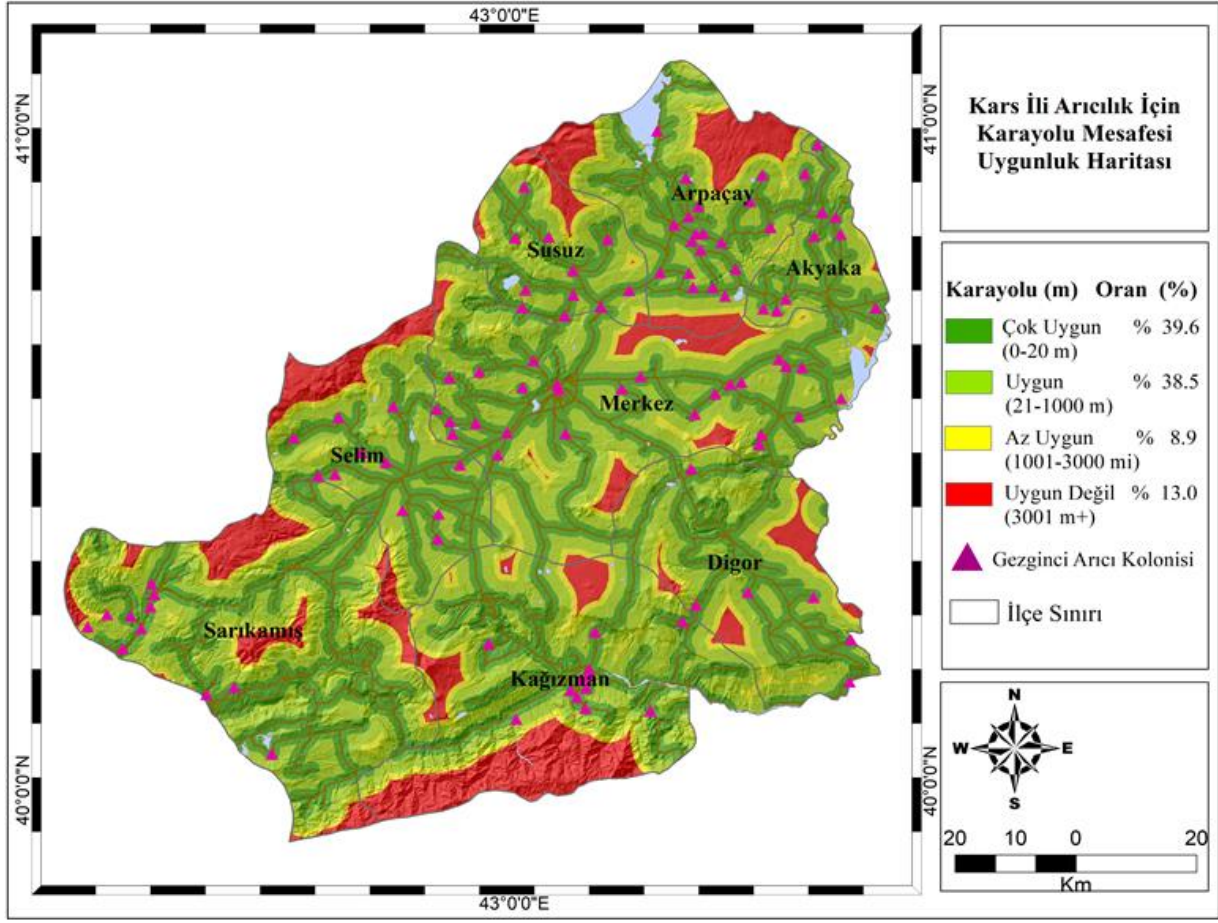 43°0'0"E
41°0'0"N
41°0'0"N
40°0'0"N
40°0'0"N
43°0'0"E
Arpaçay
Susuz
Akyaka
Merkez
Selim
Digor
Sarıkamış
Kağızman
Kars İli Arıcılık İçin
Karayolu Mesafesi
Uygunluk Haritası
Karayolu (m) Oran (%)
Çok Uygun % 39.6
(0-20 m)
Uygun % 38.5
(21-1000 m)
Az Uygun % 8.9
(1001-3000 mi)
Uygun Değil % 13.0
(3001 m+)
Gezginci Arıcı Kolonisi
İlçe Sınırı
N
W E
S
20 10 0 20
Km